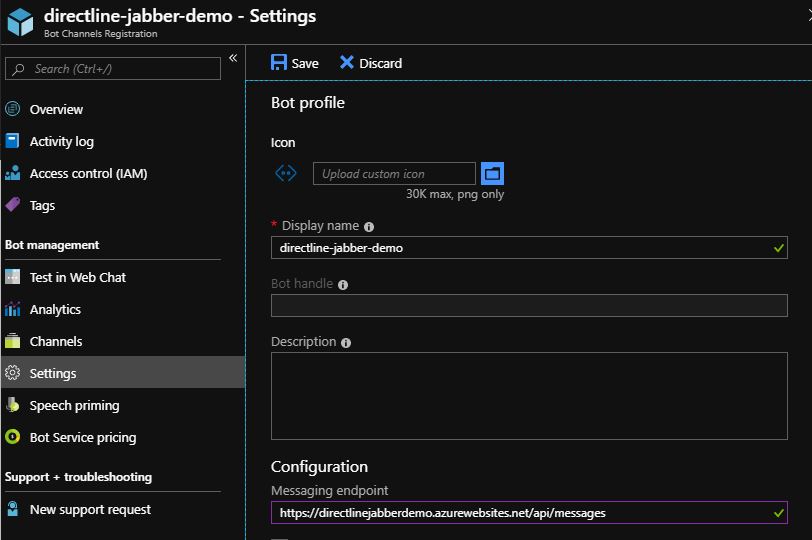 directline-jabber-demo - Settings
Bot Channels Registration
Search (Ctrl+/)
Overview
Activity log
Access control (IAM)
Tags
Bot management
Test in Web Chat
Analytics
Channels
Settings
Speech priming
Bot Service pricing
Support + troubleshooting
New support request
Save Discard
Bot profile
Icon
Upload custom icon
30K max, png only
* Display name
directline-jabber-demo
Bot handle
Description
Configuration
Messaging endpoint
https://directlinejabberdemo.azurewebsites.net/api/messages